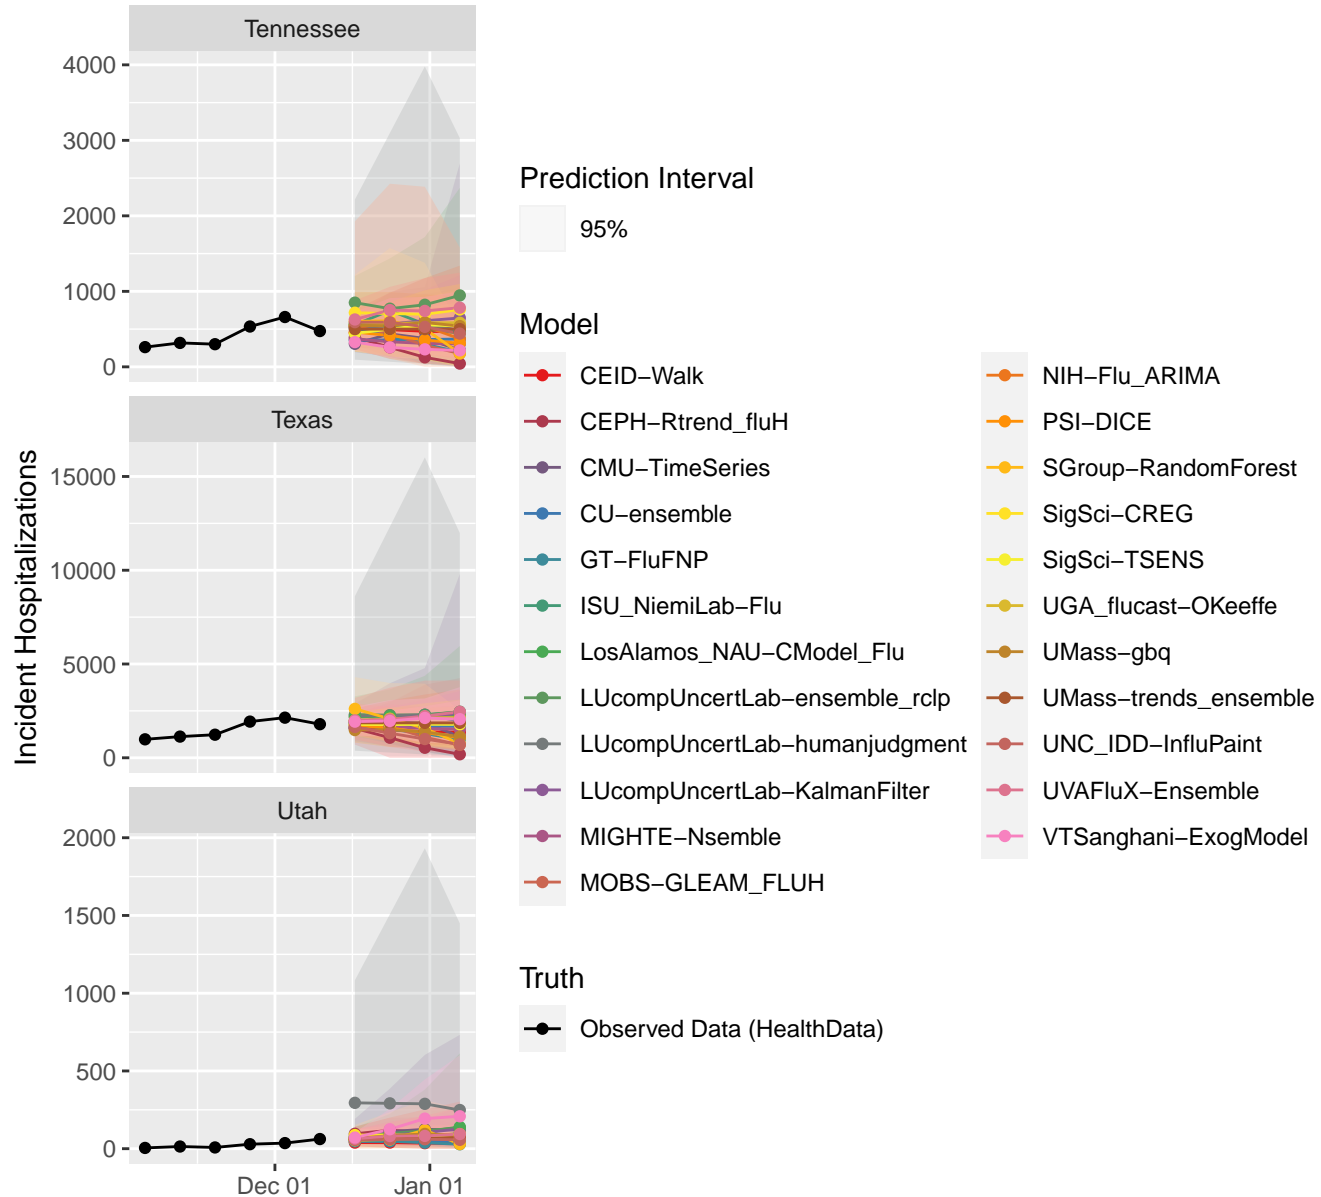 Tennessee
4000
3000
2000
1000
0
Texas
15000
10000
5000
0
Utah
2000
1500
1000
500
0
Dec 01 Jan 01
Incident Hospitalizations
Prediction Interval
95%
Model
CEID−Walk
CEPH−Rtrend_fluH
CMU−TimeSeries
CU−ensemble
GT−FluFNP
ISU_NiemiLab−Flu
LosAlamos_NAU−CModel_Flu
LUcompUncertLab−ensemble_rclp
LUcompUncertLab−humanjudgment
LUcompUncertLab−KalmanFilter
MIGHTE−Nsemble
MOBS−GLEAM_FLUH
NIH−Flu_ARIMA
PSI−DICE
SGroup−RandomForest
SigSci−CREG
SigSci−TSENS
UGA_flucast−OKeeffe
UMass−gbq
UMass−trends_ensemble
UNC_IDD−InfluPaint
UVAFluX−Ensemble
VTSanghani−ExogModel
Truth
Observed Data (HealthData)